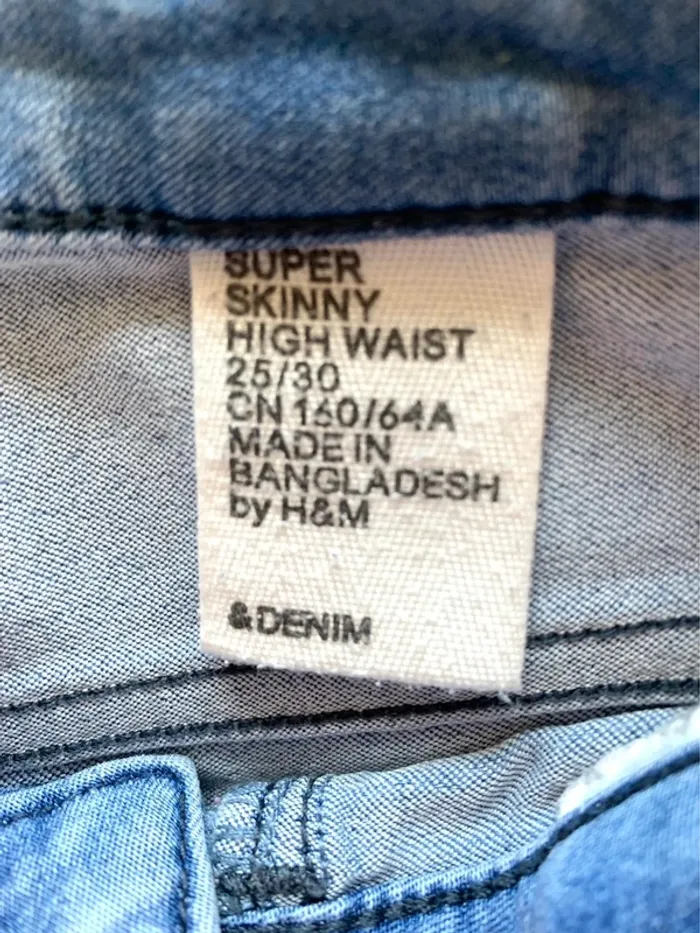 SUPER
SKINNY
HIGH WAIST
25/30
CN 160/64A
MADE IN
BANGLADESH
by H&M
&DENIM